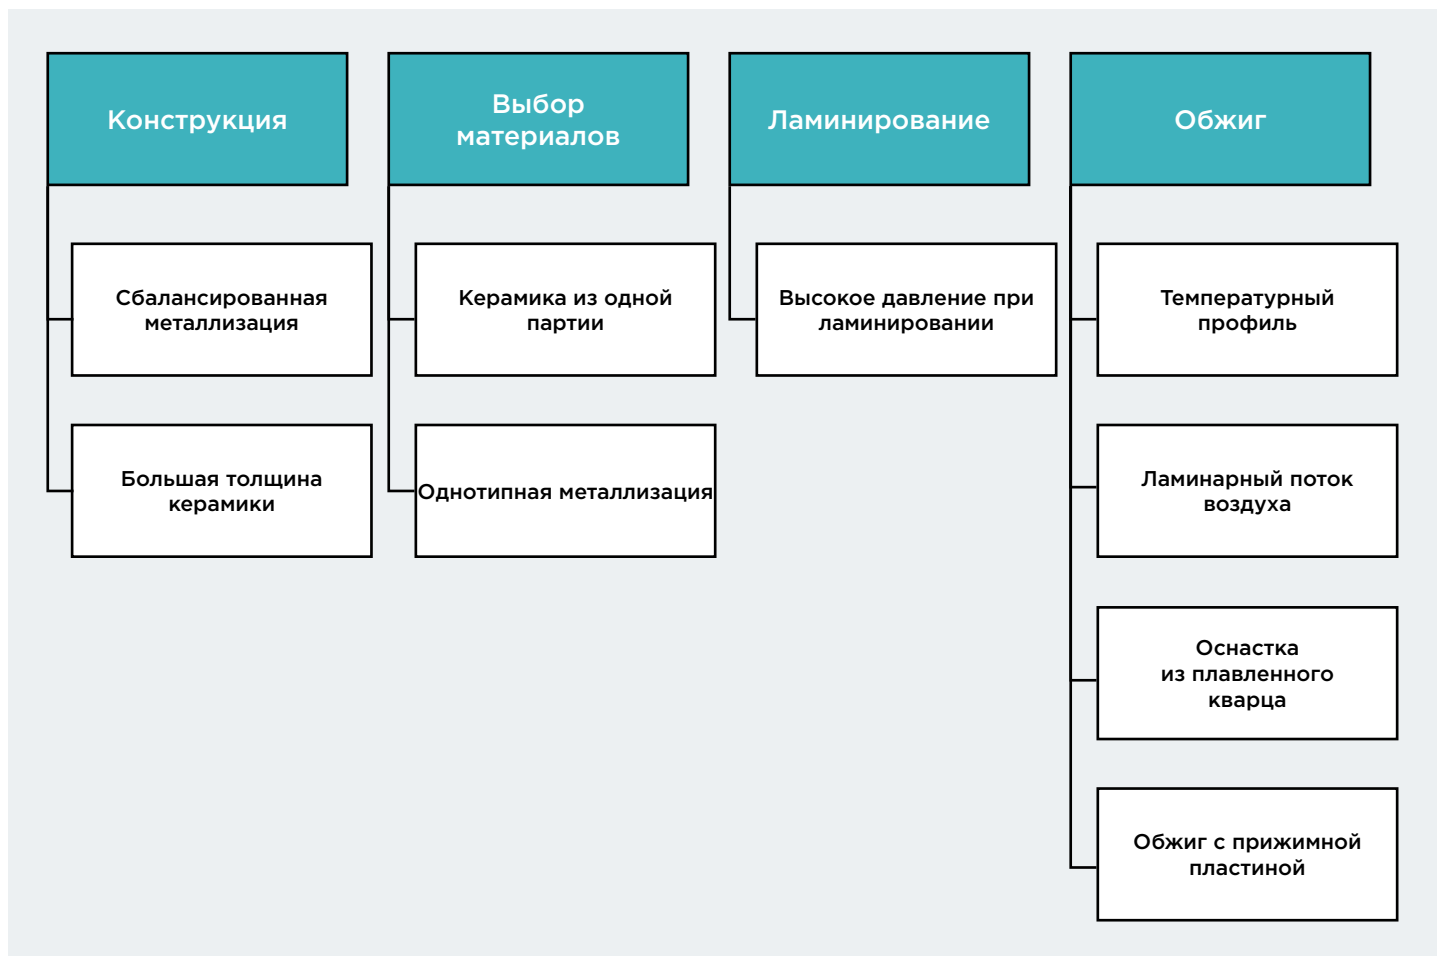 Конструкция
Сбалансированная
металлизация
Большая толщина
керамики
Выбор
материалов
Керамика из одной
партии
Однотипная металлизация
Ламинирование
Высокое давление при
ламинировании
Обжиг
Температурный
профиль
Ламинарный поток
воздуха
Оснастка
из плавленного
кварца
Обжиг с прижимной
пластиной